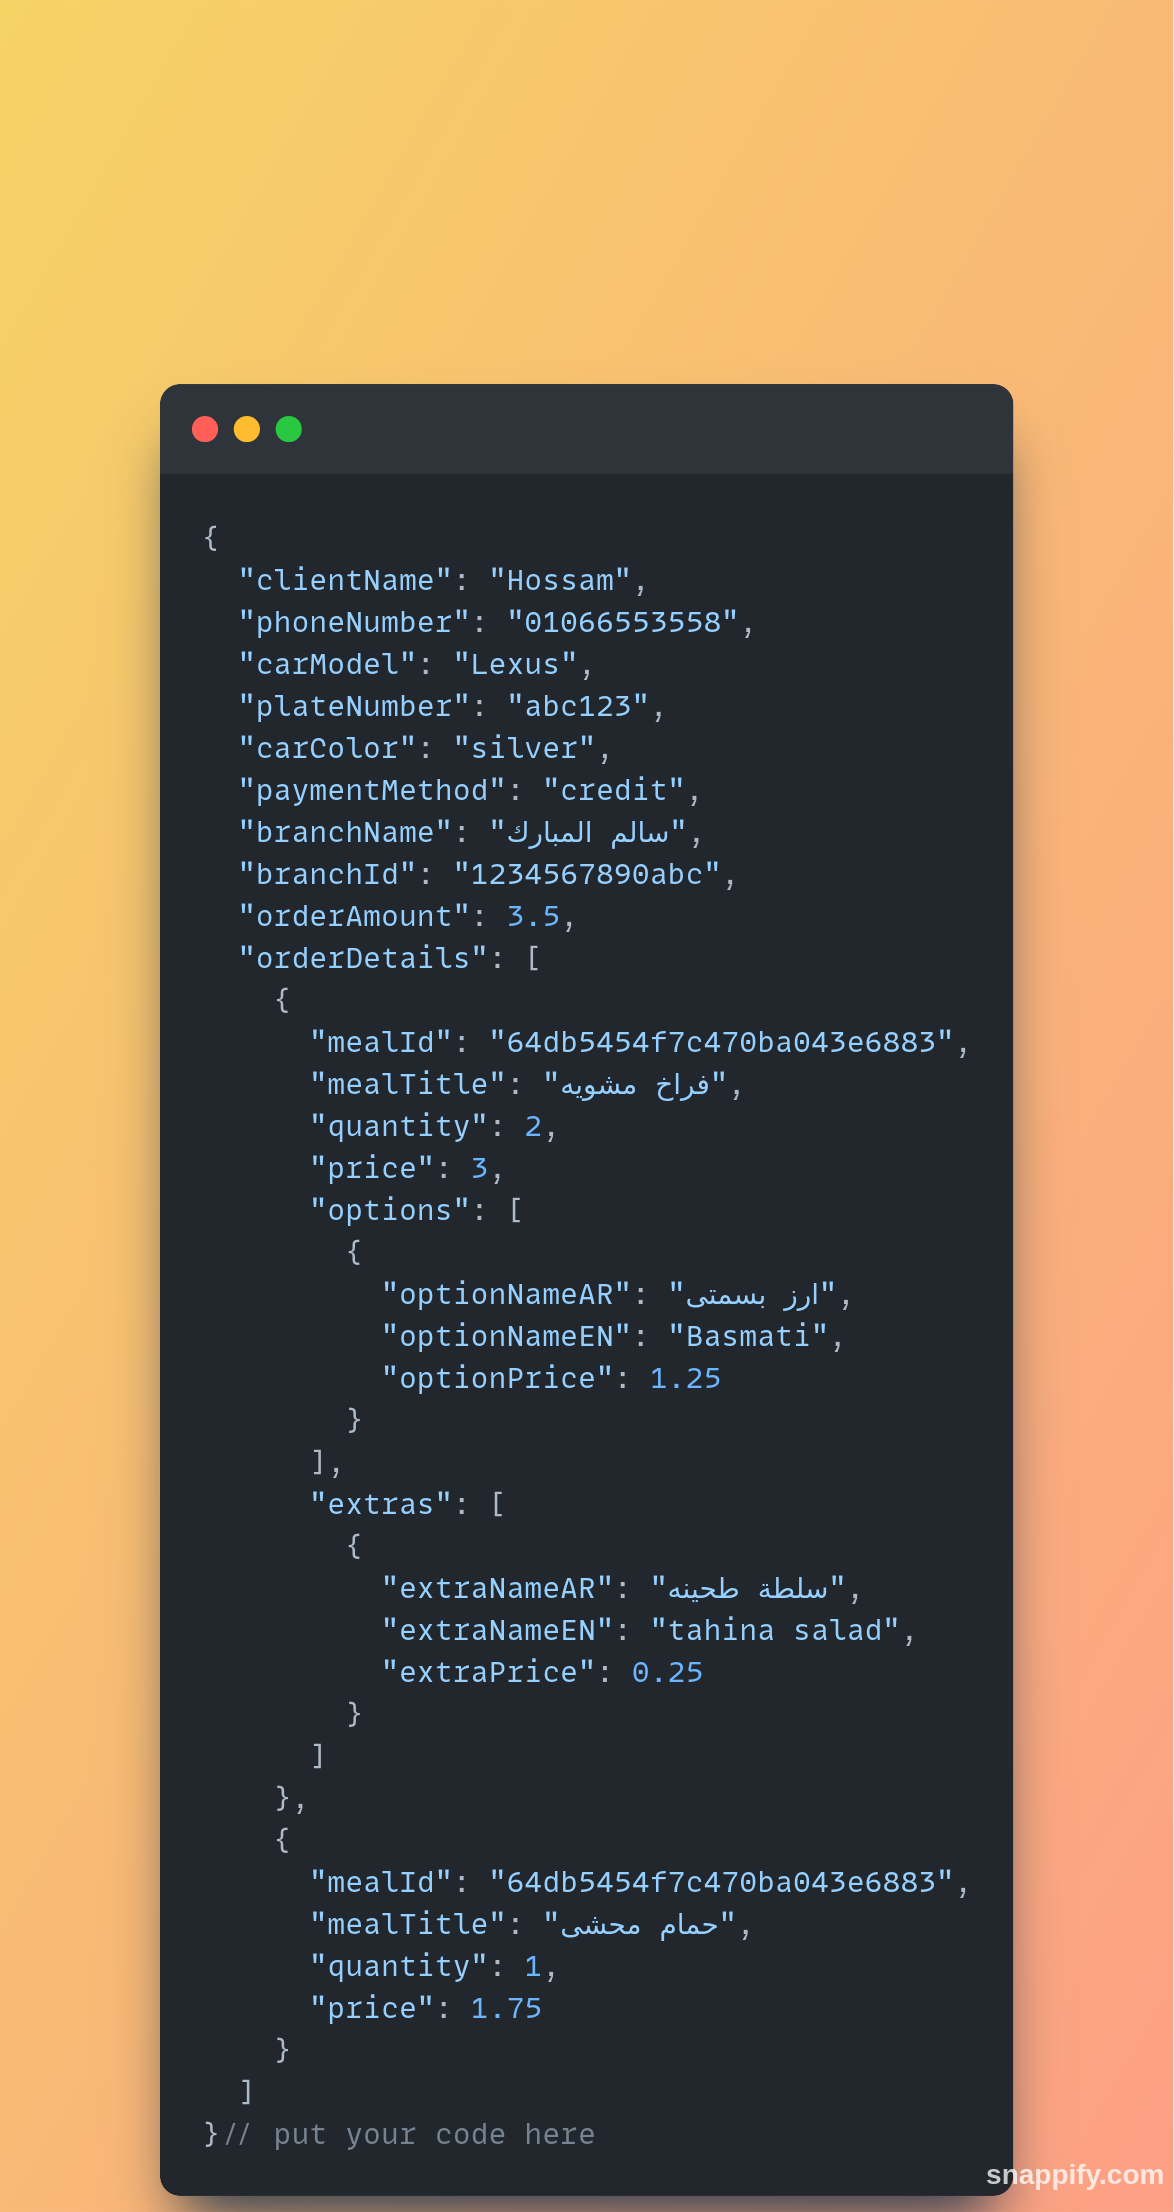 {
  "clientName": "Hossam",
  "phoneNumber": "01066553558",
  "carModel": "Lexus",
  "plateNumber": "abc123",
  "carColor": "silver",
  "paymentMethod": "credit",
  "branchName": "سالم المبارك",
  "branchId": "1234567890abc",
  "orderAmount": 3.5,
  "orderDetails": [
    {
      "mealId": "64db5454f7c470ba043e6883",
      "mealTitle": "فراخ مشويه",
      "quantity": 2,
      "price": 3,
      "options": [
        {
          "optionNameAR": "ارز بسمتى",
          "optionNameEN": "Basmati",
          "optionPrice": 1.25
        }
      ],
      "extras": [
        {
          "extraNameAR": "سلطة طحينه",
          "extraNameEN": "tahina salad",
          "extraPrice": 0.25
        }
      ]
    },
    {
      "mealId": "64db5454f7c470ba043e6883",
      "mealTitle": "حمام محشى",
      "quantity": 1,
      "price": 1.75
    }
  ]
}// put your code here
snappify.com